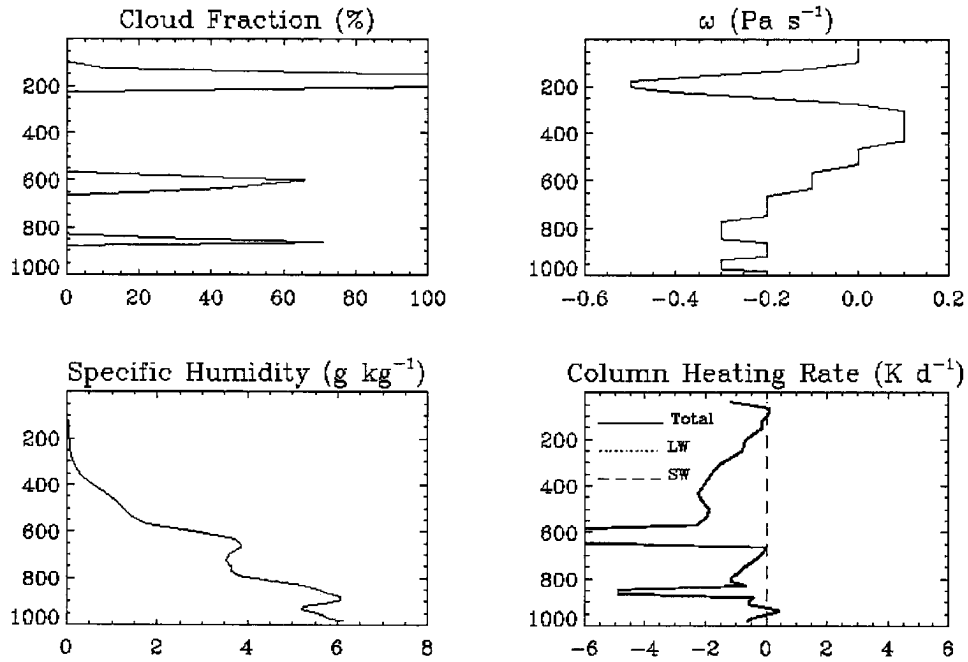 Cloud Fraction (%)
200
400
600
800
1000
0 20 40 60 80 100
ω (Pa s⁻¹)
200
400
600
800
1000
−0.6 −0.4 −0.2 0.0 0.2
Specific Humidity (g kg⁻¹)
200
400
600
800
1000
0 2 4 6 8
Column Heating Rate (K d⁻¹)
Total
LW
SW
200
400
600
800
1000
−6 −4 −2 0 2 4 6